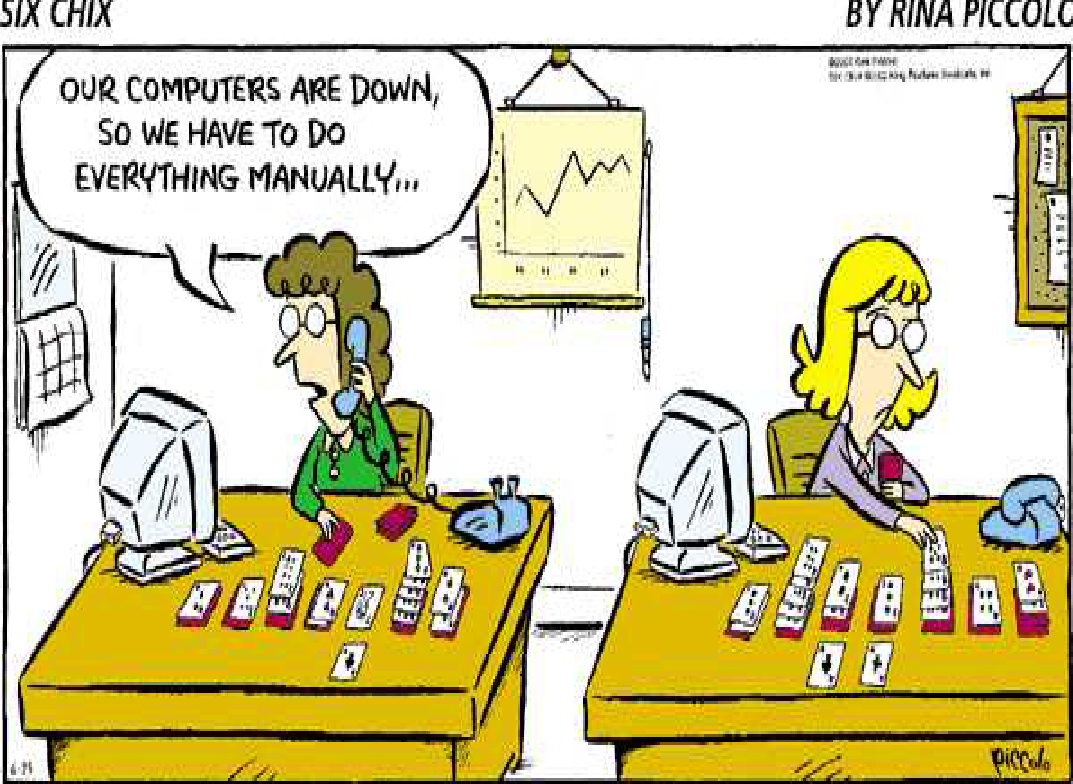 SIX CHIX
BY RINA PICCOLO
OUR COMPUTERS ARE DOWN,
SO WE HAVE TO DO
EVERYTHING MANUALLY...
PiCColo